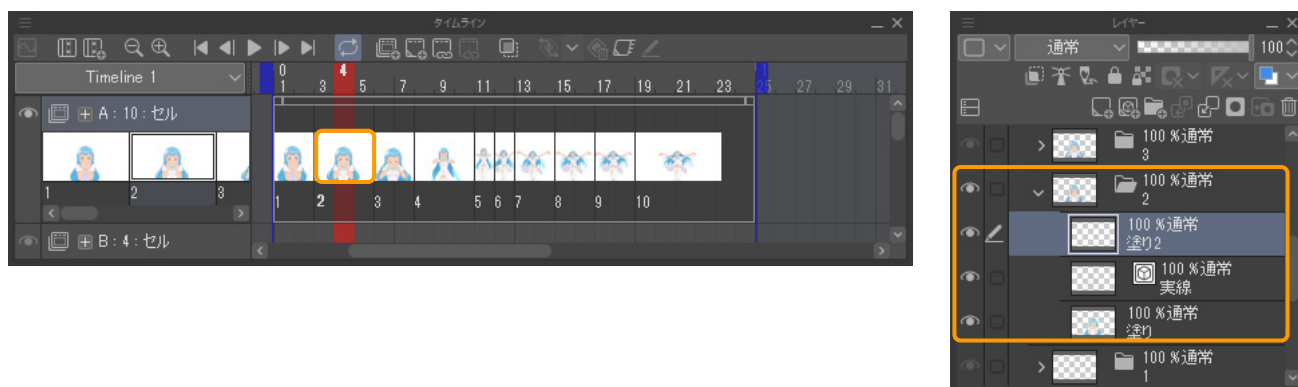 タイムライン
Timeline 1
0
4
1
1 3 5 7 9 11 13 15 17 19 21 23 25 27 29 31
A : 10 : セル
1 2 3
1 2 3 4 5 6 7 8 9 10
B : 4 : セル
レイヤー
通常 100
100 %通常
3
100 %通常
2
100 %通常
塗り2
100 %通常
実線
100 %通常
塗り
100 %通常
1